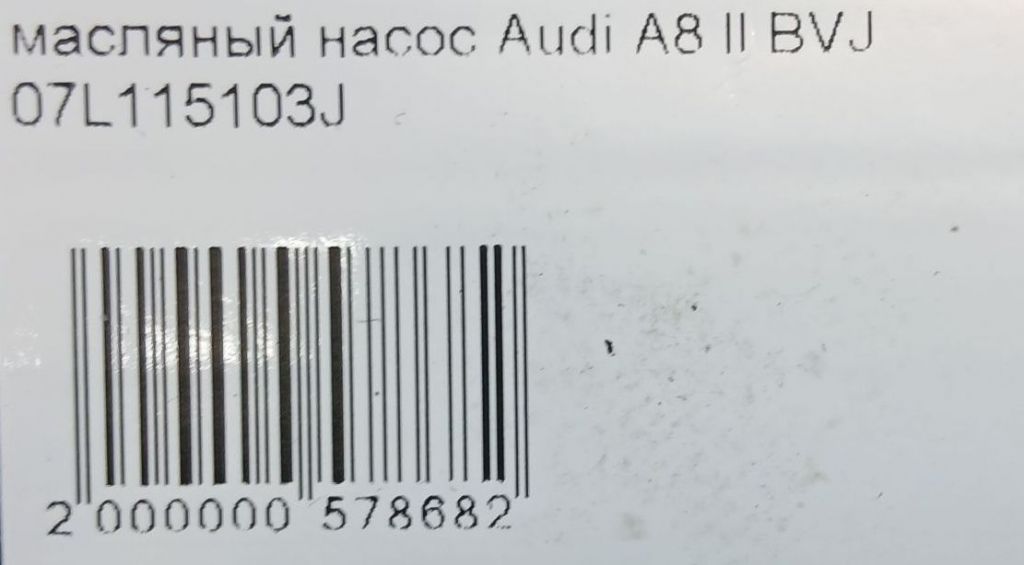 масляный насос Audi A8 II BVJ
07L115103J
2 000000 578682